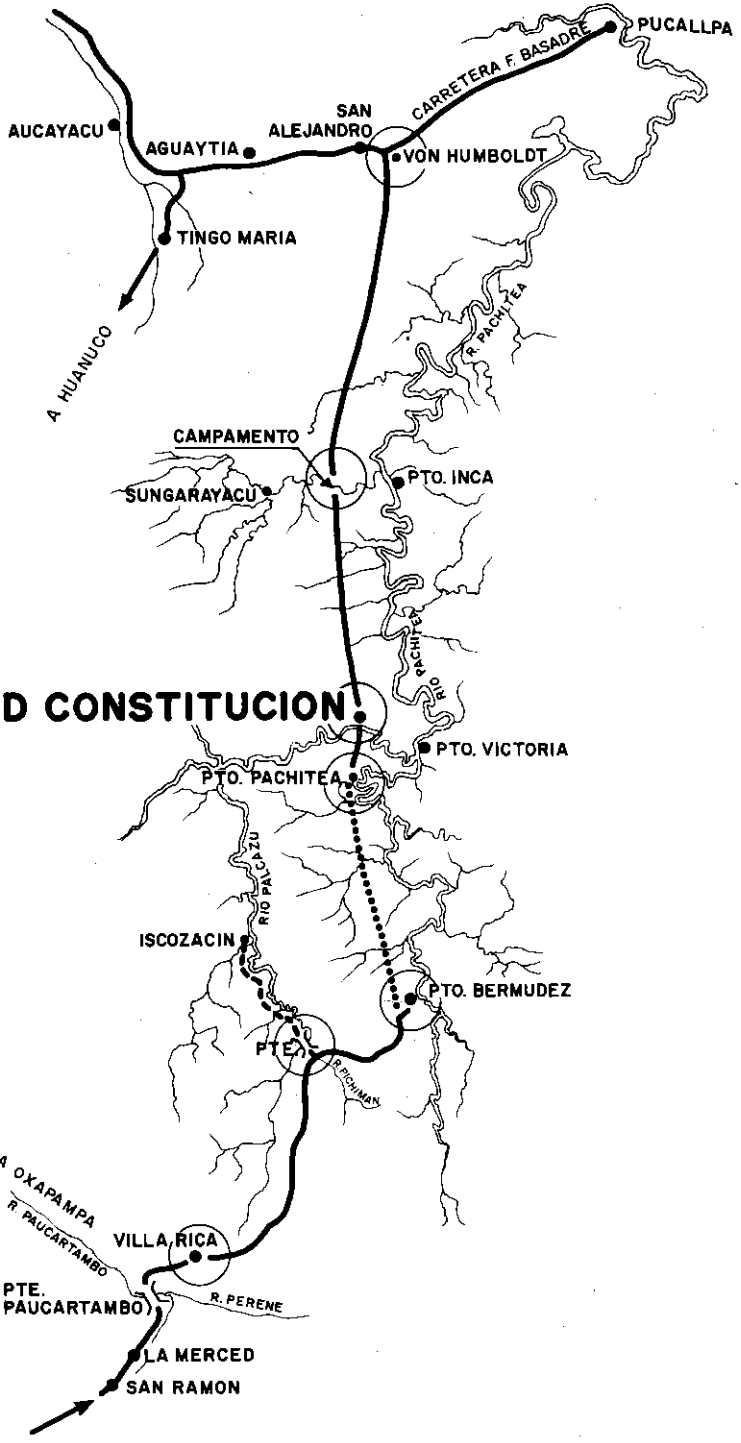 PUCALLPA
CARRETERA F. BASADRE
SAN
ALEJANDRO
AUCAYACU
AGUAYTIA
VON HUMBOLDT
TINGO MARIA
A HUANUCO
R. PACHITEA
CAMPAMENTO
SUNGARAYACU
PTO. INCA
RIO PACHITEA
D CONSTITUCION
PTO. VICTORIA
PTO. PACHITEA
RIO PALCAZU
ISCOZACIN
PTO. BERMUDEZ
PTE.
R. PICHIMAN
A OXAPAMPA
R. PAUCARTAMBO
VILLA RICA
PTE.
PAUCARTAMBO
R. PERENE
LA MERCED
SAN RAMON